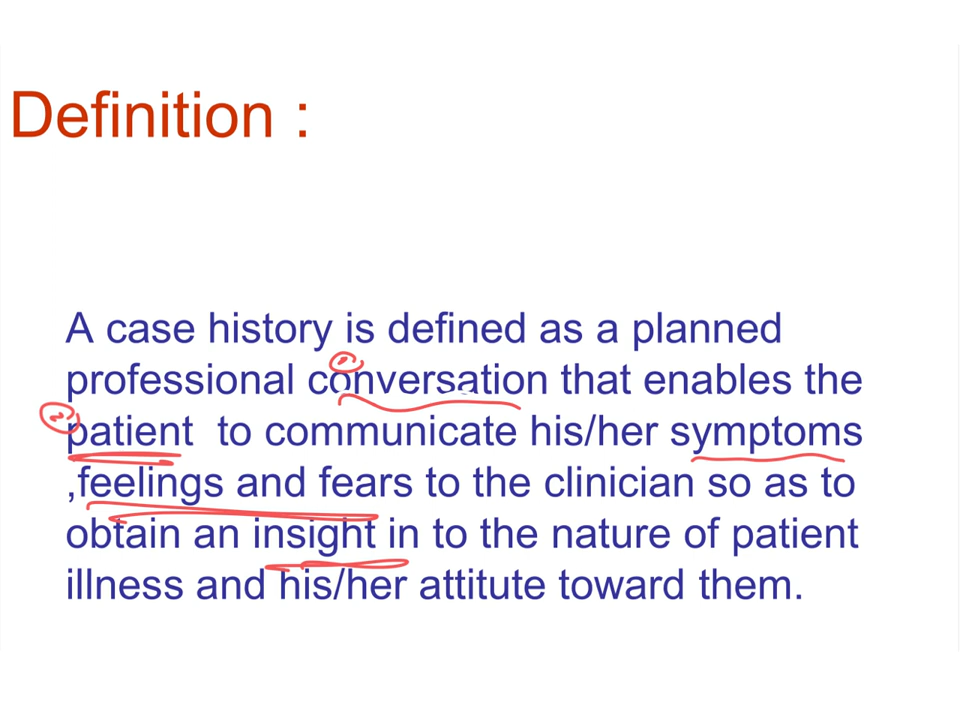 Definition :
A case history is defined as a planned
professional conversation that enables the
patient to communicate his/her symptoms
,feelings and fears to the clinician so as to
obtain an insight in to the nature of patient
illness and his/her attitute toward them.